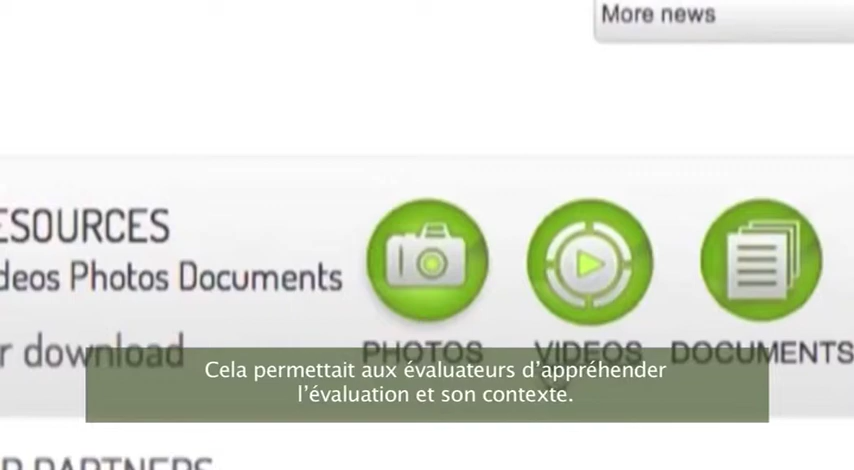 More news
ESOURCES
deos Photos Documents
r download
PHOTOS
VIDEOS
DOCUMENTS
Cela permettait aux évaluateurs d’appréhender
l’évaluation et son contexte.
PARTNERS